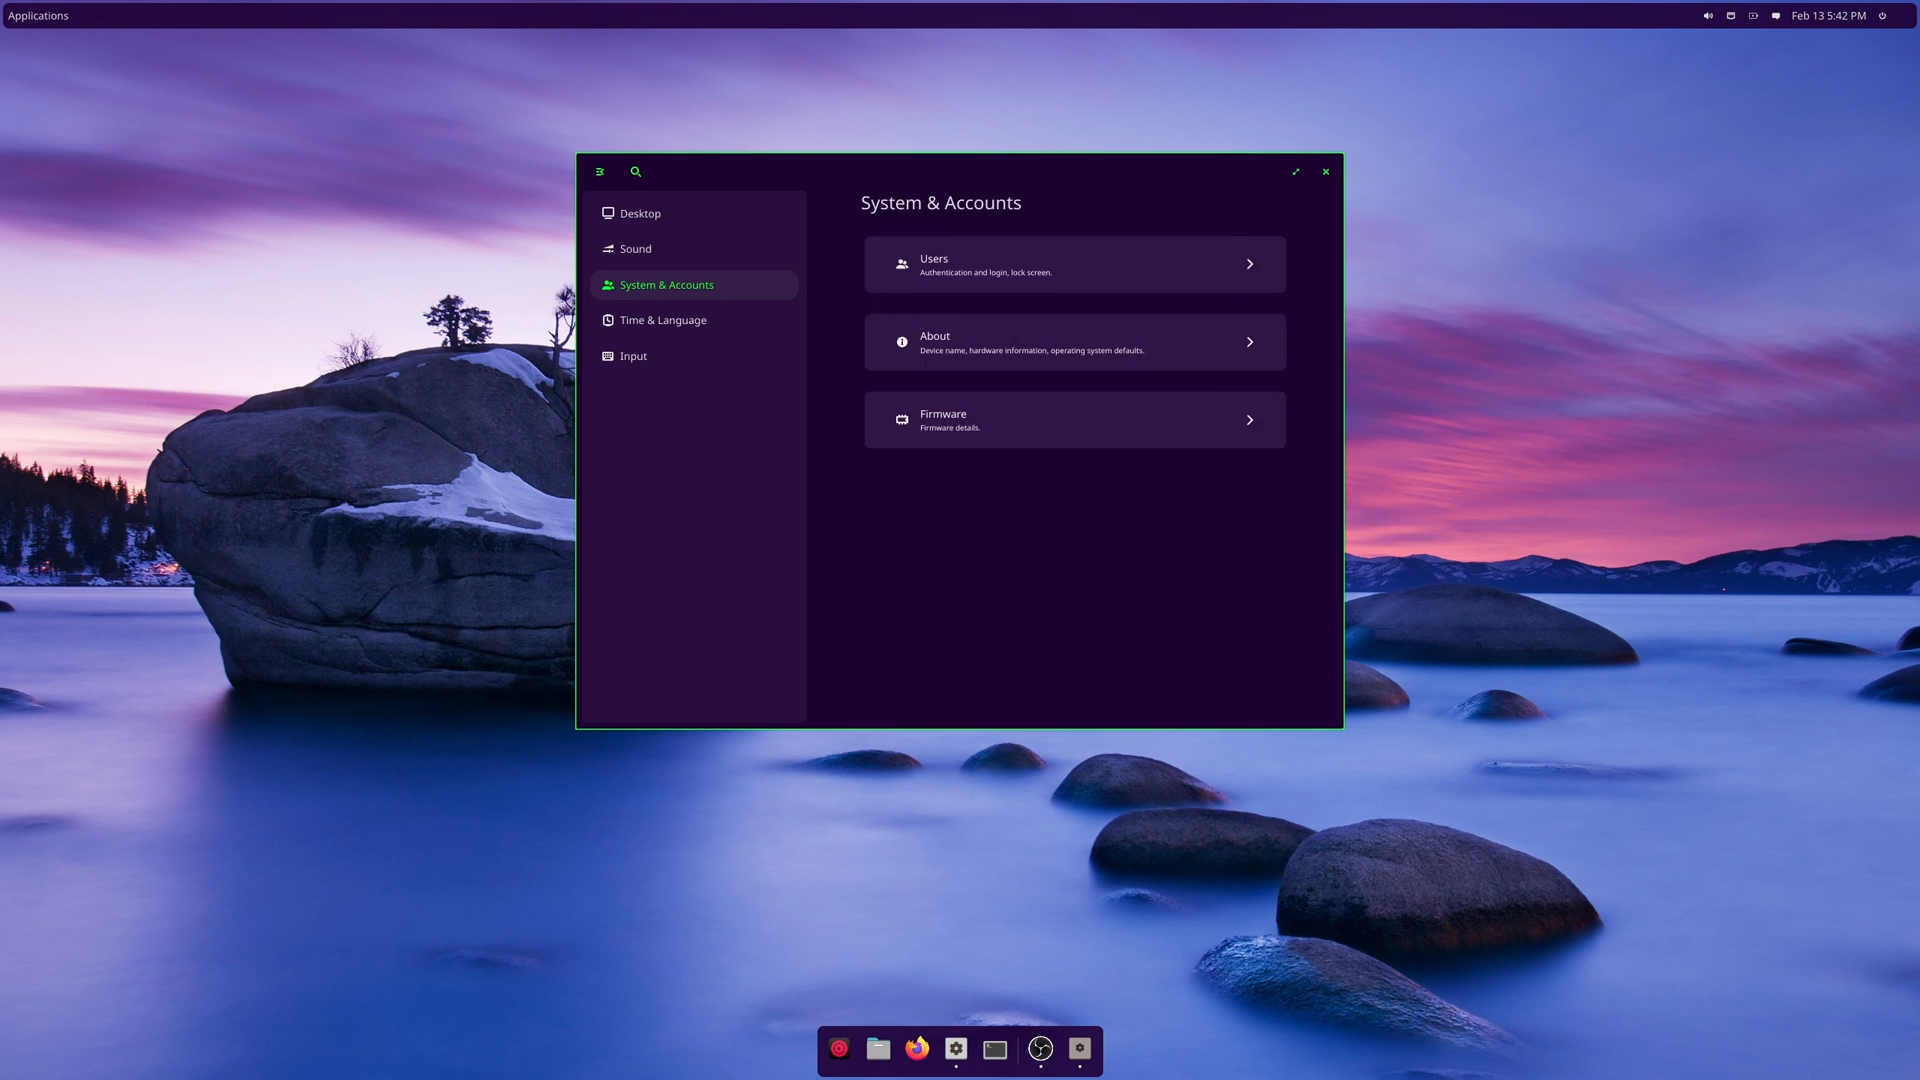 Applications
Feb 13 5:42 PM
Desktop
Sound
System & Accounts
Time & Language
Input
System & Accounts
Users
Authentication and login, lock screen.
About
Device name, hardware information, operating system defaults.
Firmware
Firmware details.